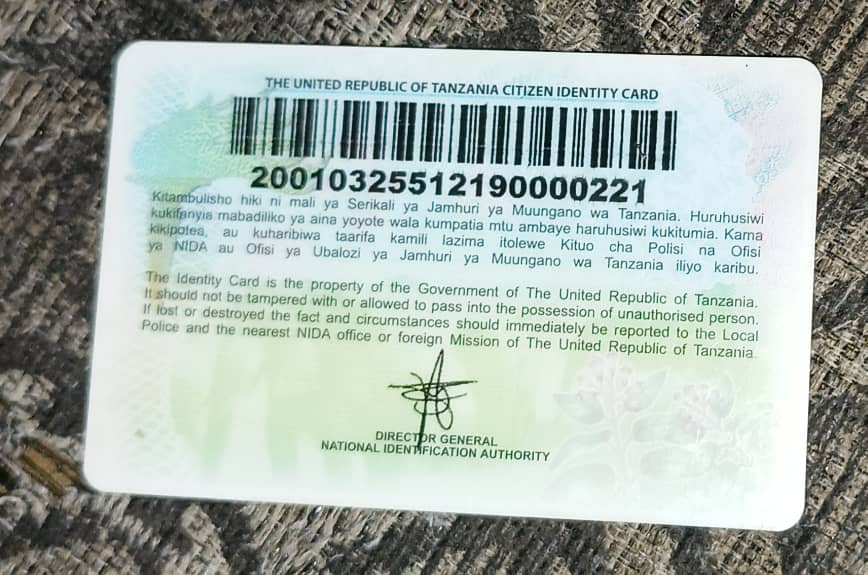 THE UNITED REPUBLIC OF TANZANIA CITIZEN IDENTITY CARD
20010325512190000221
Kitambulisho hiki ni mali ya Serikali ya Jamhuri ya Muungano wa Tanzania. Huruhusiwi
kukifanyia mabadiliko ya aina yoyote wala kumpatia mtu ambaye haruhusiwi kukitumia. Kama
kikipotea, au kuharibiwa taarifa kamili lazima itolewe Kituo cha Polisi na Ofisi
ya NIDA au Ofisi ya Ubalozi ya Jamhuri ya Muungano wa Tanzania iliyo karibu.
The Identity Card is the property of the Government of The United Republic of Tanzania.
It should not be tampered with or allowed to pass into the possession of unauthorised person.
If lost or destroyed the fact and circumstances should immediately be reported to the Local
Police and the nearest NIDA office or foreign Mission of The United Republic of Tanzania.
DIRECTOR GENERAL
NATIONAL IDENTIFICATION AUTHORITY